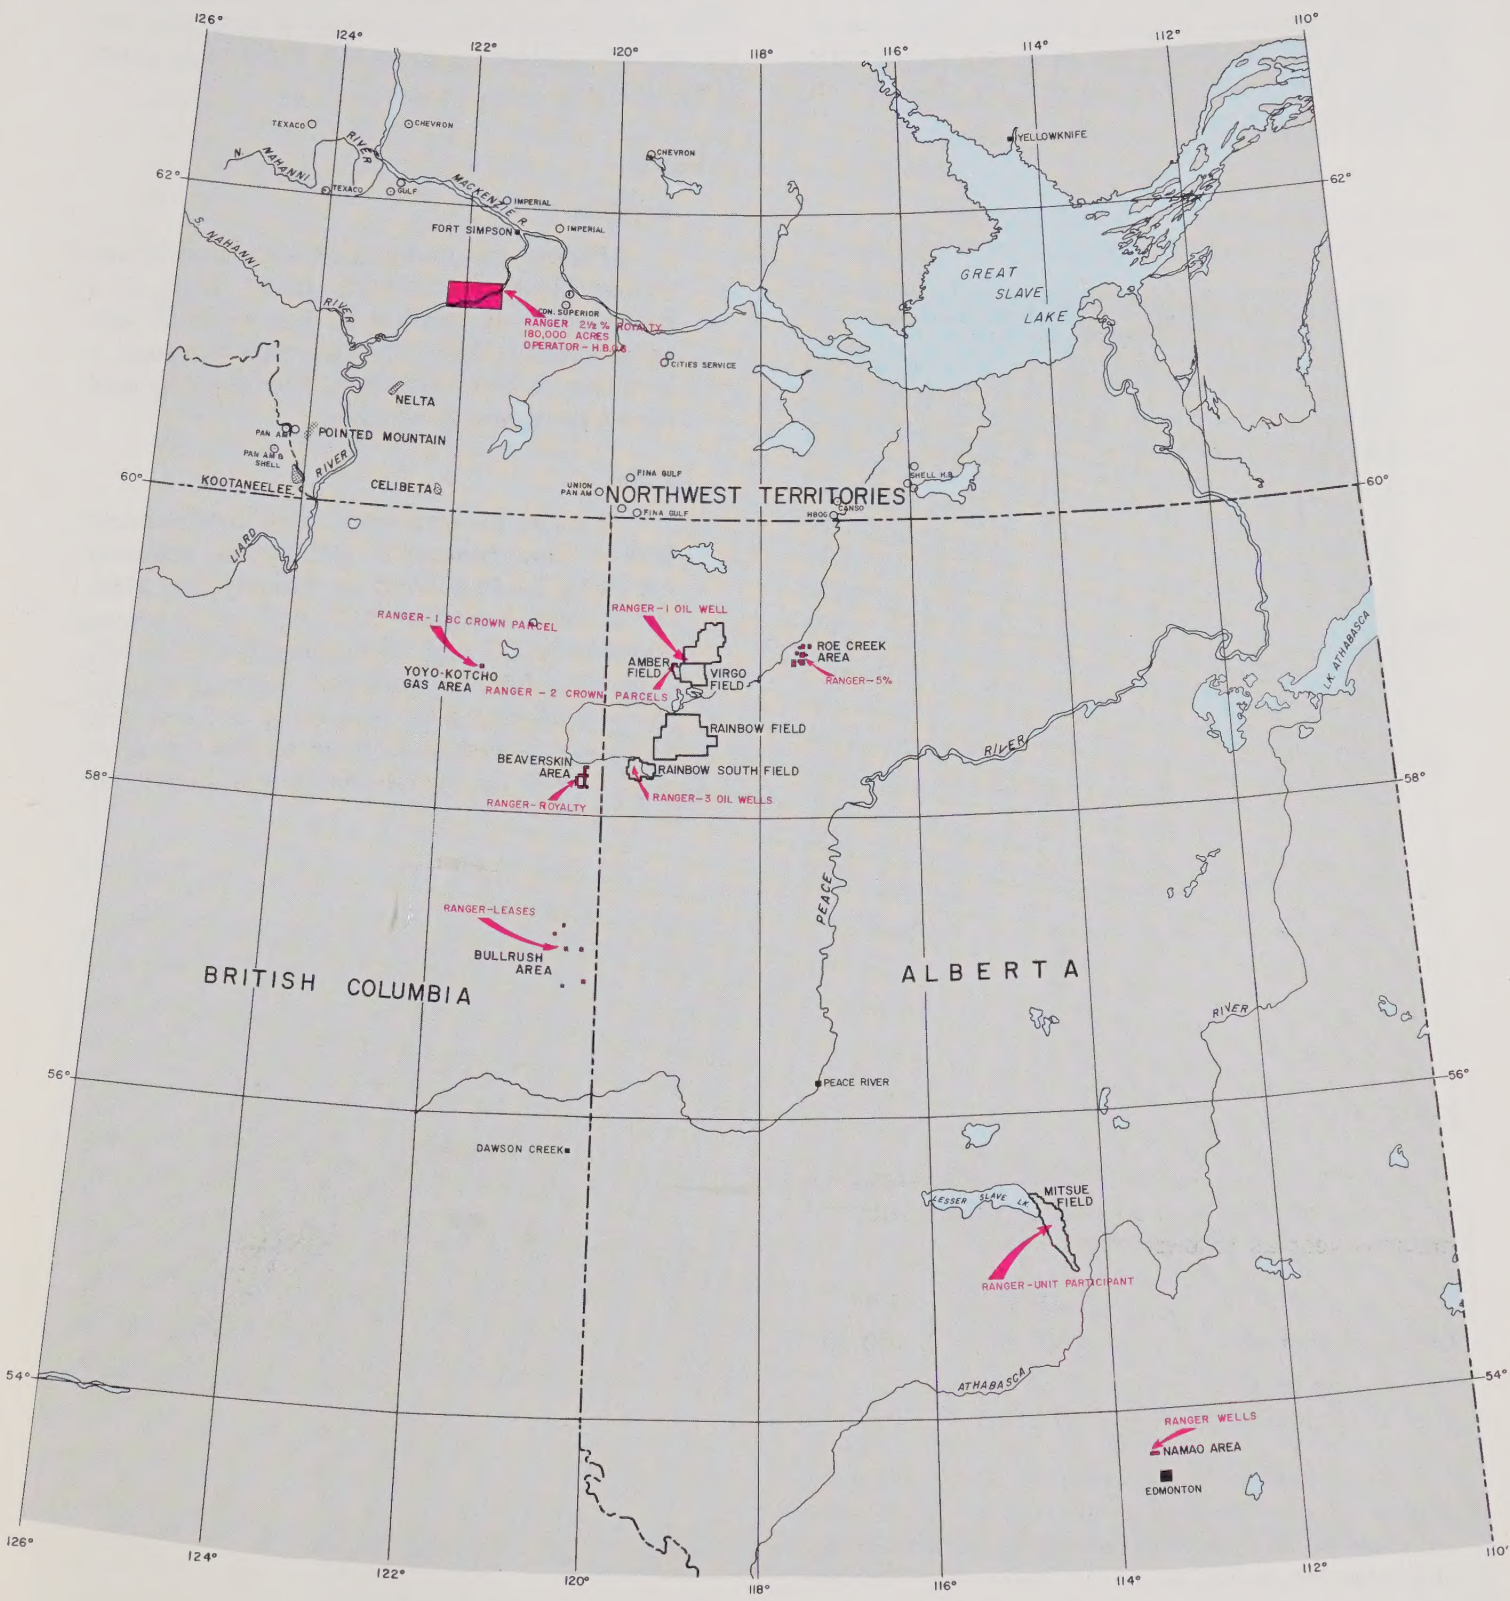 126°
124°
122°
120°
118°
116°
114°
112°
110°
TEXACO
CHEVRON
CHEVRON
YELLOWKNIFE
RIVER
N. NAHANNI
62°
62°
TEXACO
GULF
MACKENZIE R.
IMPERIAL
FORT SIMPSON
IMPERIAL
S. NAHANNI
RIVER
GREAT
SLAVE
LAKE
CDN. SUPERIOR
RANGER 2½% ROYALTY
180,000 ACRES
OPERATOR-H.B.O.G.
CITIES SERVICE
NELTA
PAN AM
POINTED MOUNTAIN
PAN AM &
SHELL
RIVER
60°
60°
KOOTANEELEE
CELIBETA
FINA GULF
UNION
PAN AM
NORTHWEST TERRITORIES
SHELL H.B.
FINA GULF
HBOG
CANSO
LIARD
RANGER-1 BC CROWN PARCEL
RANGER-1 OIL WELL
YOYO-KOTCHO
GAS AREA
AMBER
FIELD
VIRGO
FIELD
RANGER - 2 CROWN PARCELS
ROE CREEK
AREA
RANGER-5%
LK ATHABASCA
RAINBOW FIELD
RIVER
BEAVERSKIN
AREA
RAINBOW SOUTH FIELD
58°
58°
RANGER-ROYALTY
RANGER-3 OIL WELLS
PEACE
RANGER-LEASES
BULLRUSH
AREA
BRITISH COLUMBIA
ALBERTA
RIVER
56°
56°
PEACE RIVER
DAWSON CREEK
LESSER SLAVE LK
MITSUE
FIELD
RANGER-UNIT PARTICIPANT
54°
54°
ATHABASCA
RANGER WELLS
NAMAO AREA
EDMONTON
126°
124°
122°
120°
118°
116°
114°
112°
110°